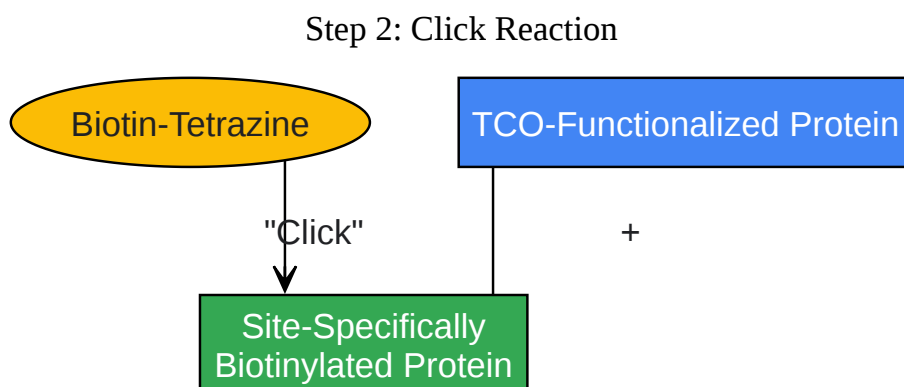 Step 2: Click Reaction
Biotin-Tetrazine
TCO-Functionalized Protein
"Click"
+
Site-Specifically
Biotinylated Protein